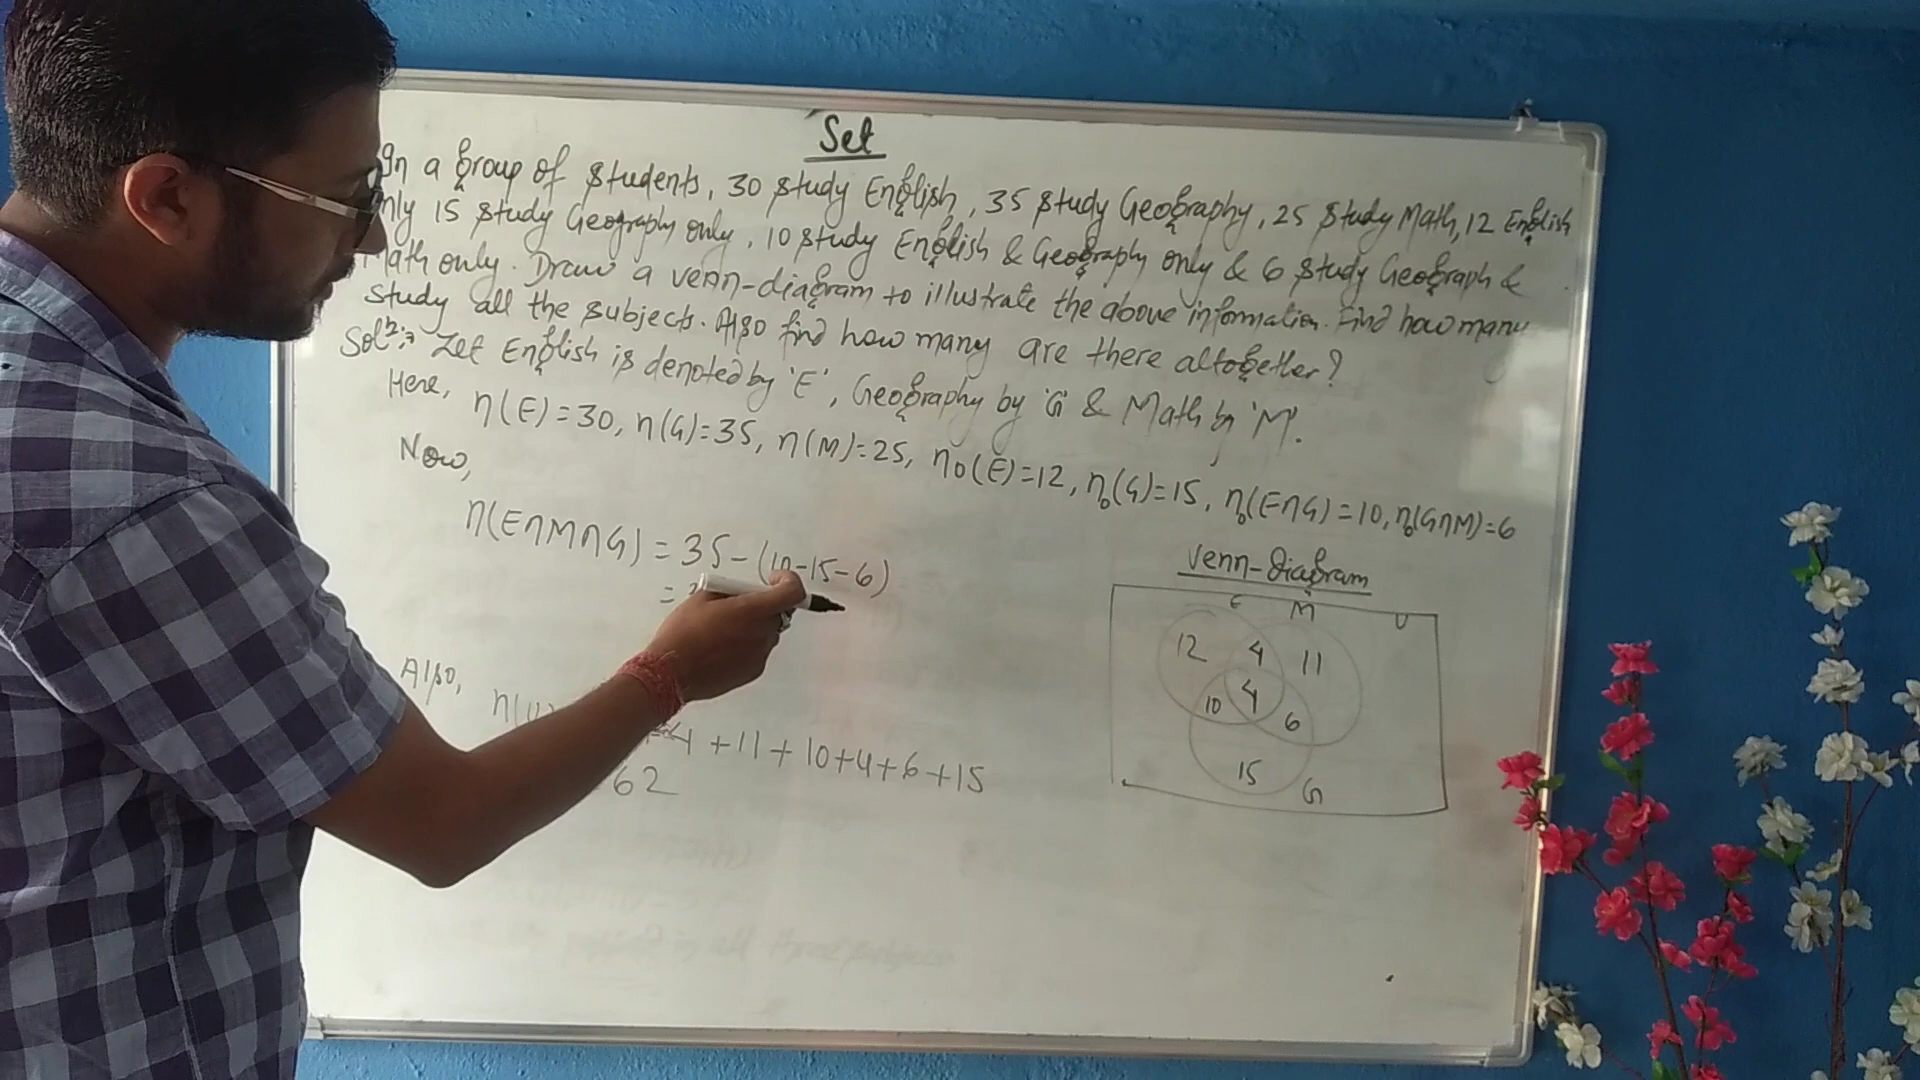 Set
In a group of students, 30 study English, 35 study Geography, 25 study Math, 12 English
nly 15 study Geography only, 10 study English & Geography only & 6 study Geograph &
Math only. Draw a venn-diagram to illustrate the above information. Find how many
study all the subjects. Also find how many are there altogether?
Solⁿ:→ Let English is denoted by 'E', Geography by 'G' & Math by 'M'.
Here, n(E)=30, n(G)=35, n(M)=25, no(E)=12, no(G)=15, no(E∩G)=10, no(G∩M)=6
Now,
n(E∩M∩G) = 35-(10-15-6)
=
Also,
n(U)
+4+11+10+4+6+15
62
Venn-Diagram
E M U
12 4 11
4
10 6
15 G